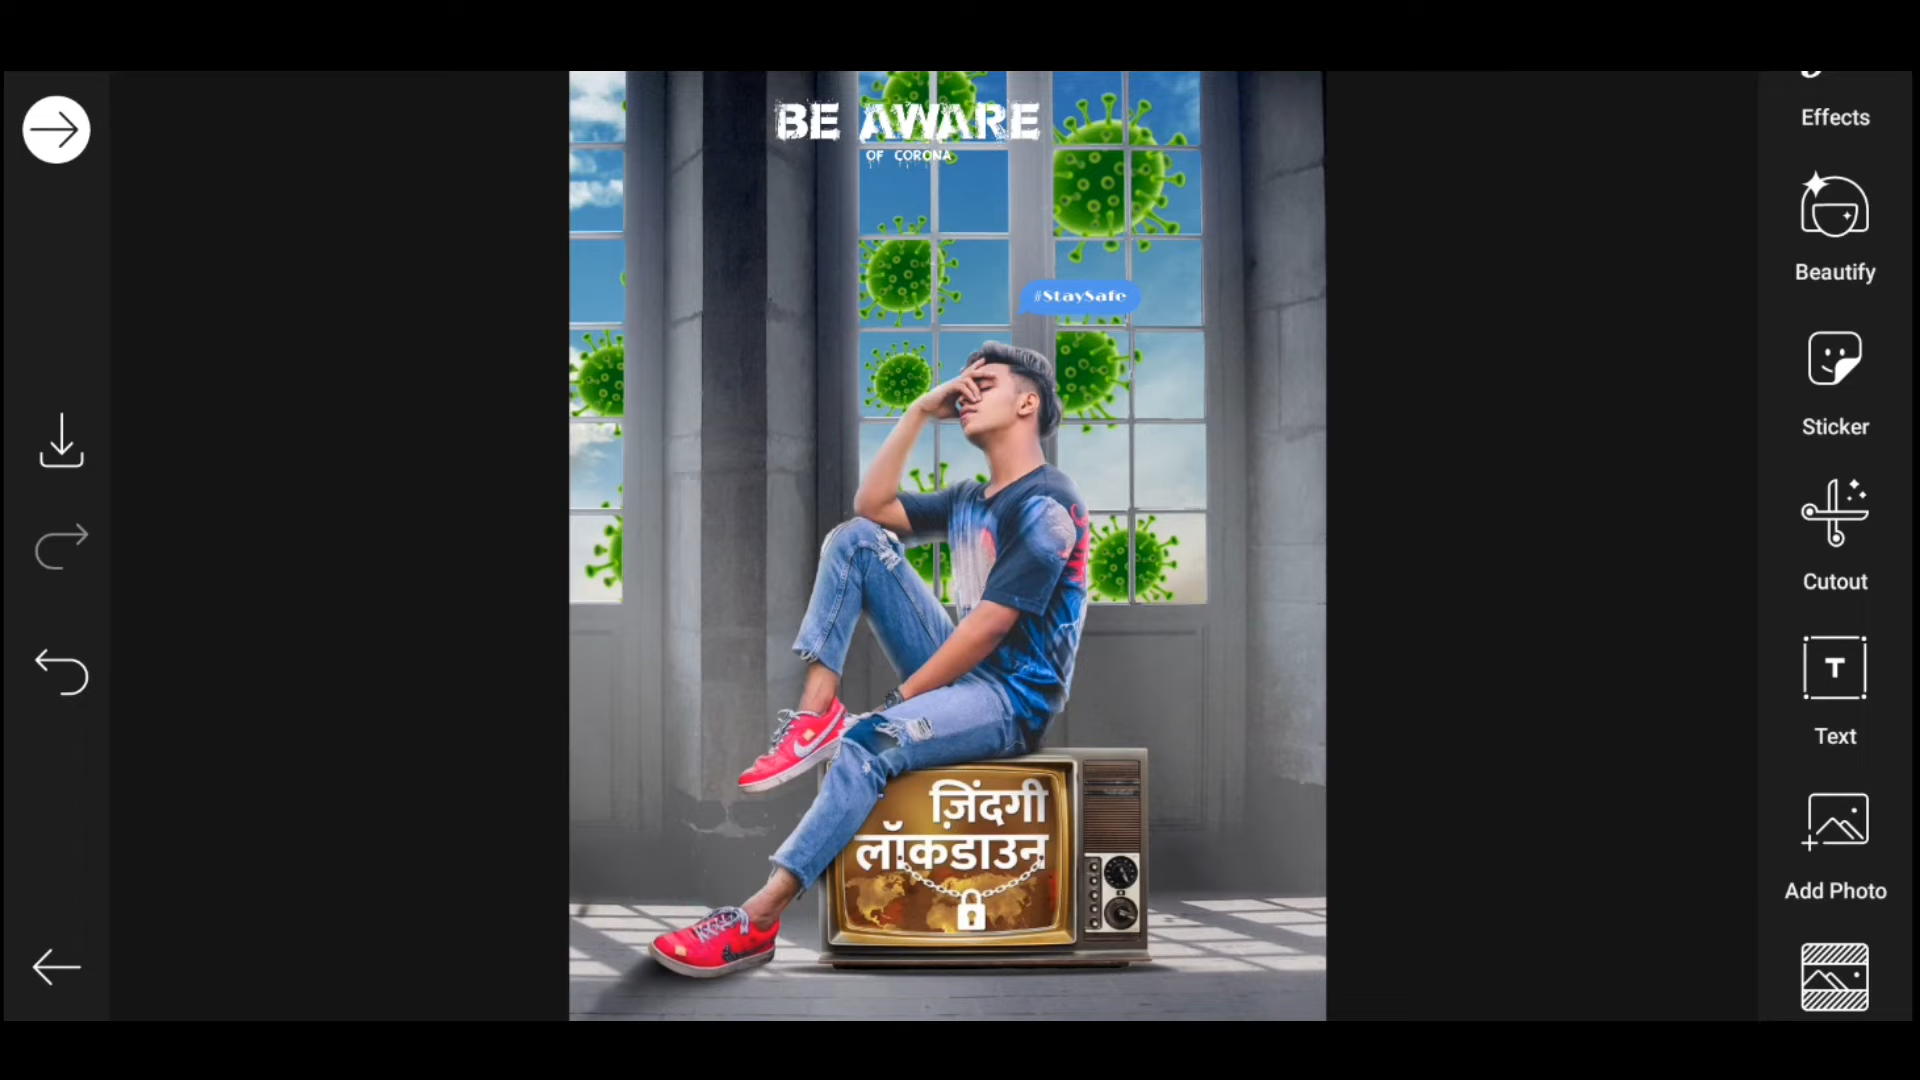 BE AWARE
OF CORONA
#StaySafe
ज़िंदगी
लॉकडाउन
Effects
Beautify
Sticker
Cutout
T
Text
Add Photo